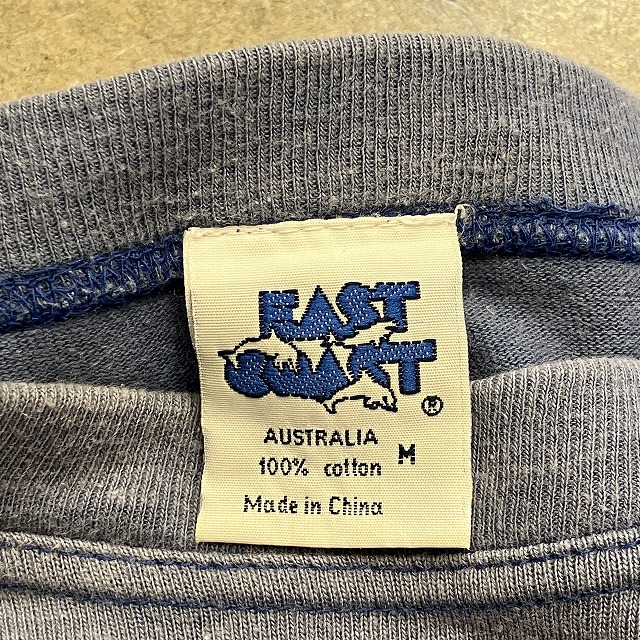 EAST
COAST
®
AUSTRALIA
100% cotton M
Made in China